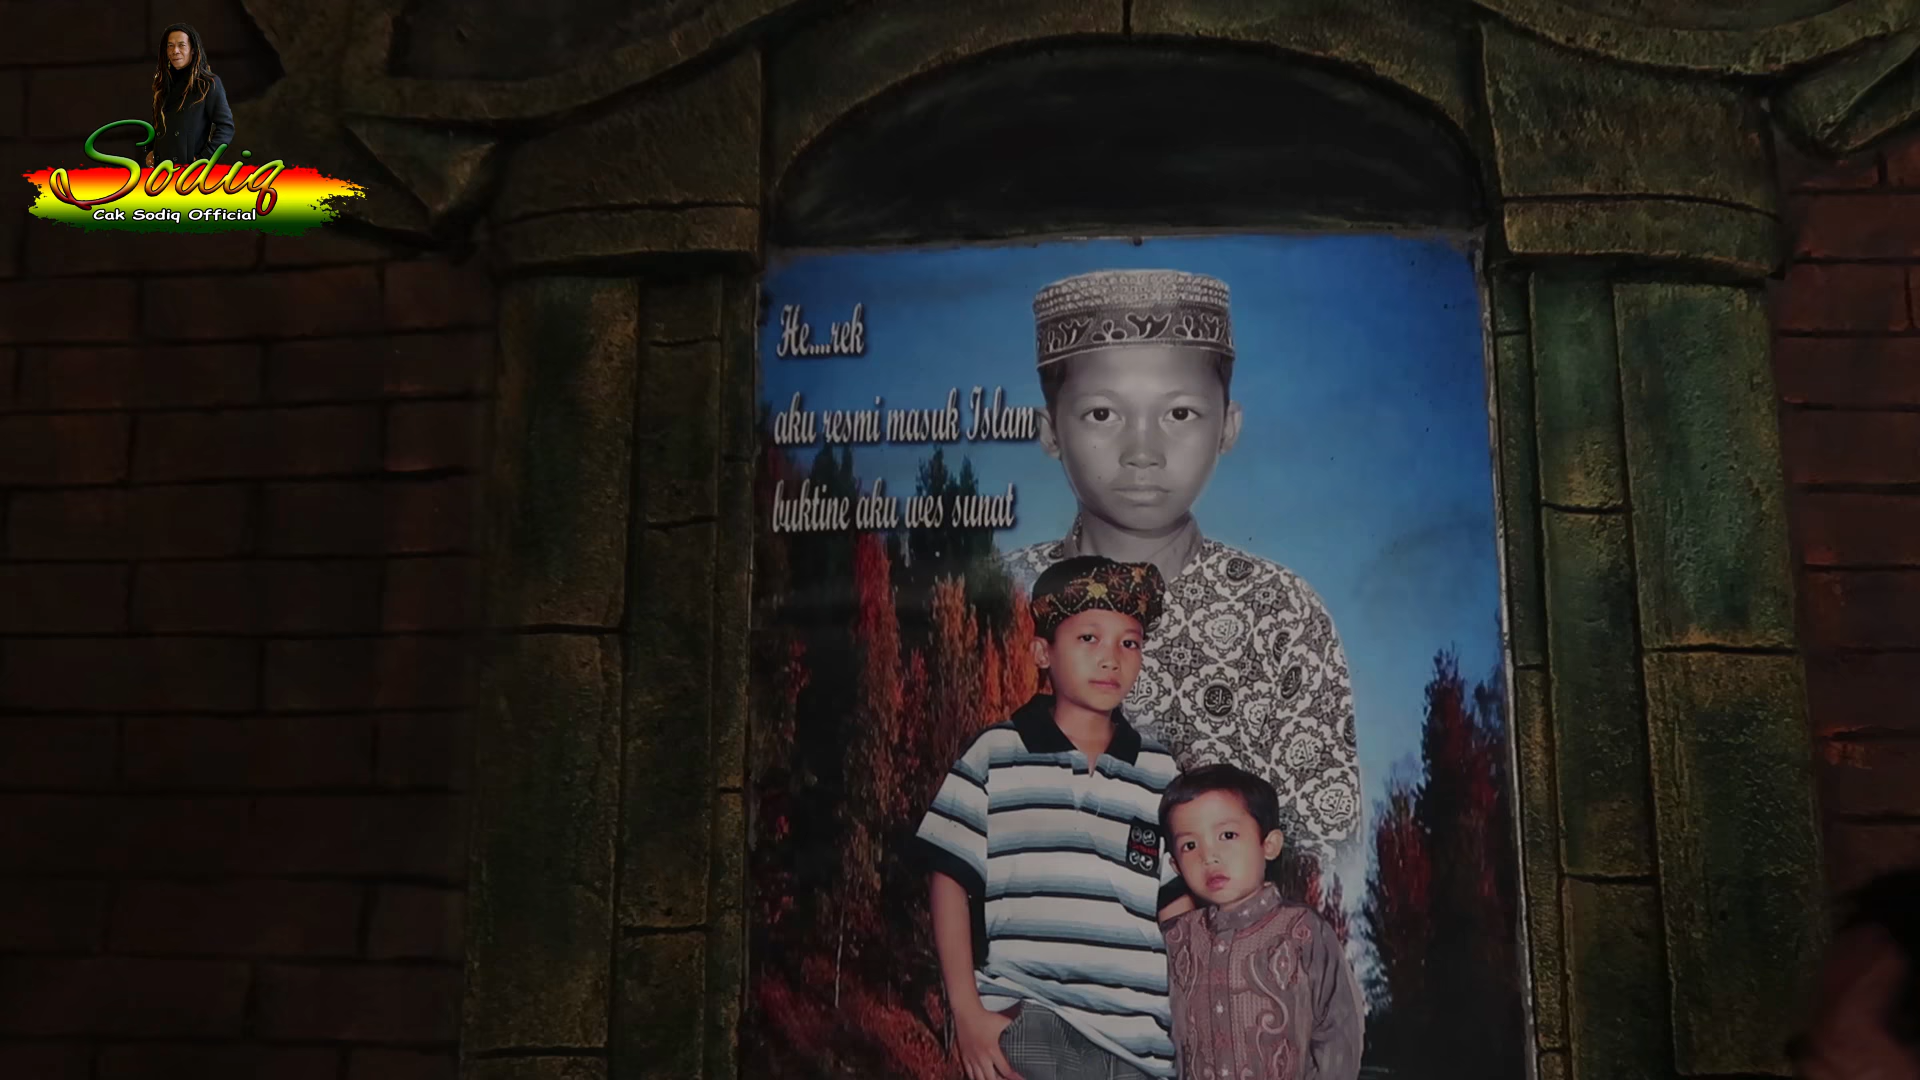 Sodiq
Cak Sodiq Official
He....rek
aku resmi masuk Islam
buktine aku wes sunat